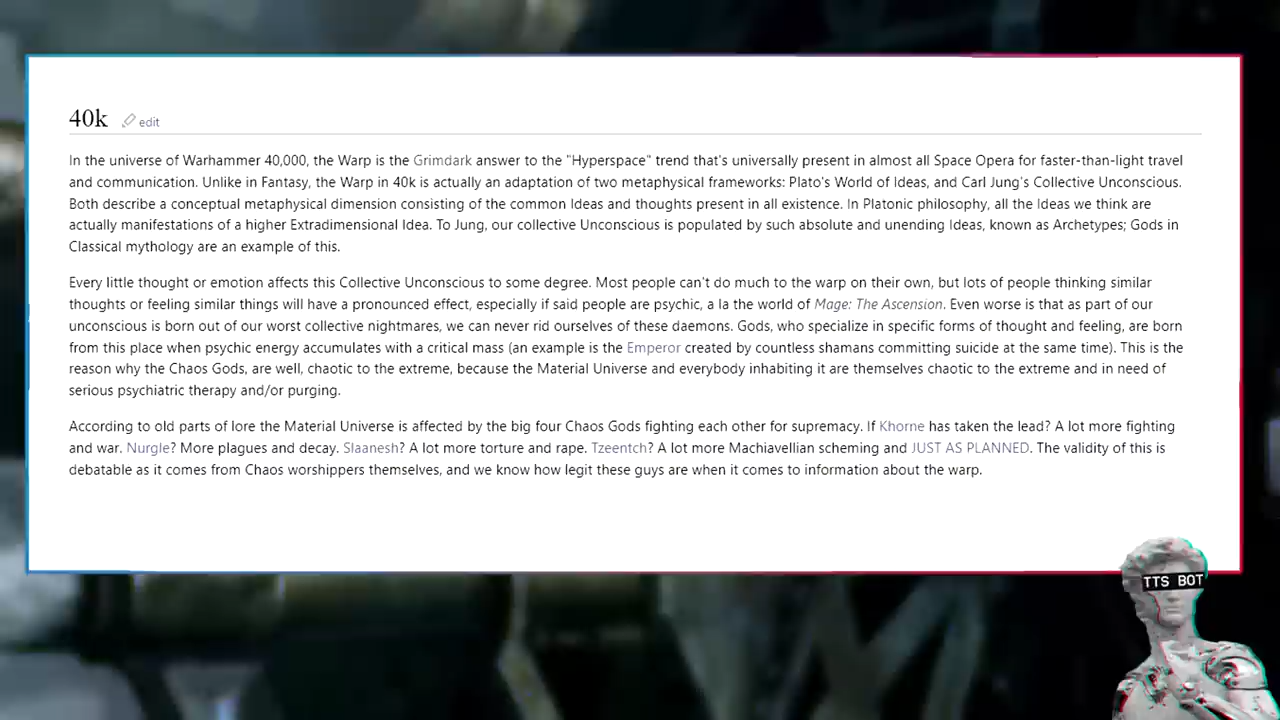 40k edit
In the universe of Warhammer 40,000, the Warp is the Grimdark answer to the "Hyperspace" trend that's universally present in almost all Space Opera for faster-than-light travel
and communication. Unlike in Fantasy, the Warp in 40k is actually an adaptation of two metaphysical frameworks: Plato's World of Ideas, and Carl Jung's Collective Unconscious.
Both describe a conceptual metaphysical dimension consisting of the common Ideas and thoughts present in all existence. In Platonic philosophy, all the Ideas we think are
actually manifestations of a higher Extradimensional Idea. To Jung, our collective Unconscious is populated by such absolute and unending Ideas, known as Archetypes; Gods in
Classical mythology are an example of this.
Every little thought or emotion affects this Collective Unconscious to some degree. Most people can't do much to the warp on their own, but lots of people thinking similar
thoughts or feeling similar things will have a pronounced effect, especially if said people are psychic, a la the world of Mage: The Ascension. Even worse is that as part of our
unconscious is born out of our worst collective nightmares, we can never rid ourselves of these daemons. Gods, who specialize in specific forms of thought and feeling, are born
from this place when psychic energy accumulates with a critical mass (an example is the Emperor created by countless shamans committing suicide at the same time). This is the
reason why the Chaos Gods, are well, chaotic to the extreme, because the Material Universe and everybody inhabiting it are themselves chaotic to the extreme and in need of
serious psychiatric therapy and/or purging.
According to old parts of lore the Material Universe is affected by the big four Chaos Gods fighting each other for supremacy. If Khorne has taken the lead? A lot more fighting
and war. Nurgle? More plagues and decay. Slaanesh? A lot more torture and rape. Tzeentch? A lot more Machiavellian scheming and JUST AS PLANNED. The validity of this is
debatable as it comes from Chaos worshippers themselves, and we know how legit these guys are when it comes to information about the warp.
TTS BOT